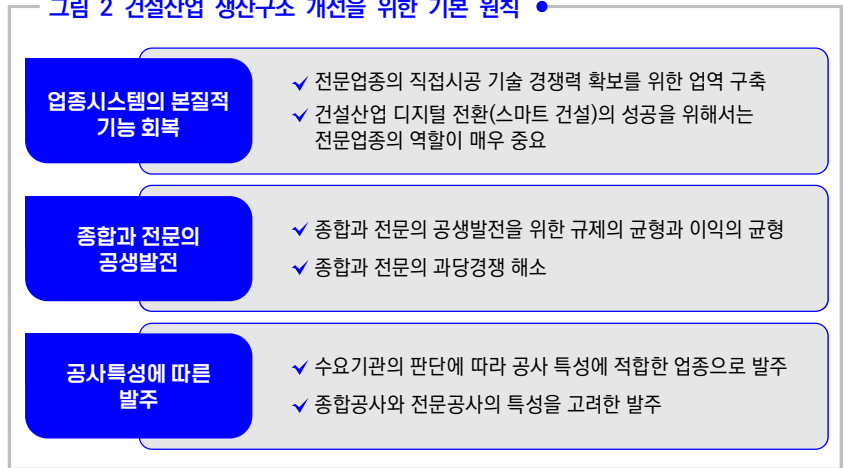 그림 2 건설산업 생산구조 개선을 위한 기본 원칙
업종시스템의 본질적
기능 회복
전문업종의 직접시공 기술 경쟁력 확보를 위한 업역 구축
건설산업 디지털 전환(스마트 건설)의 성공을 위해서는
전문업종의 역할이 매우 중요
종합과 전문의
공생발전
종합과 전문의 공생발전을 위한 규제의 균형과 이익의 균형
종합과 전문의 과당경쟁 해소
공사특성에 따른
발주
수요기관의 판단에 따라 공사 특성에 적합한 업종으로 발주
종합공사와 전문공사의 특성을 고려한 발주